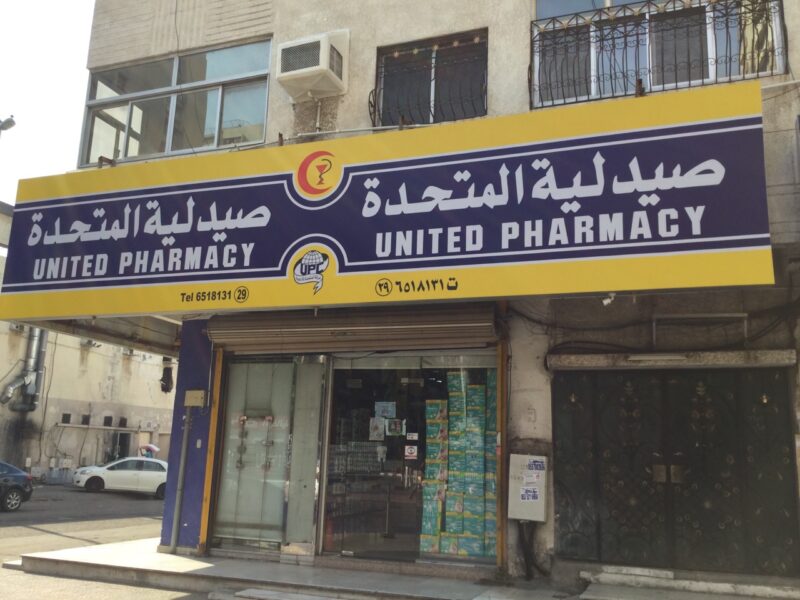 صيدلية المتحدة
UNITED PHARMACY
صيدلية المتحدة
UNITED PHARMACY
UPC
Tel 6518131 29
ت ٦٥١٨١٣١ ٢٩